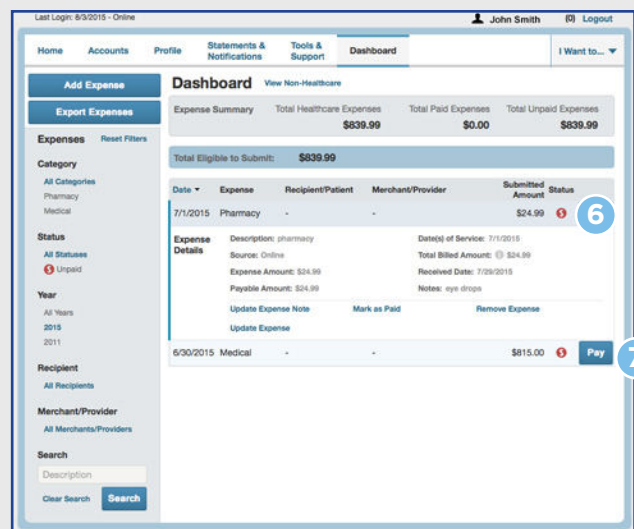 Last Login: 8/3/2015 - Online
John Smith (0) Logout
Home Accounts Profile Statements & Notifications Tools & Support Dashboard I Want to...
Add Expense
Export Expenses
Expenses Reset Filters
Category
All Categories
Pharmacy
Medical
Status
All Statuses
Unpaid
Year
All Years
2015
2011
Recipient
All Recipients
Merchant/Provider
All Merchants/Providers
Search
Description
Clear Search Search
Dashboard View Non-Healthcare
Expense Summary Total Healthcare Expenses Total Paid Expenses Total Unpaid Expenses
$839.99 $0.00 $839.99
Total Eligible to Submit: $839.99
Date Expense Recipient/Patient Merchant/Provider Submitted Amount Status
7/1/2015 Pharmacy - - $24.99 6
Expense Details
Description: pharmacy Date(s) of Service: 7/1/2015
Source: Online Total Billed Amount: $24.99
Expense Amount: $24.99 Received Date: 7/29/2015
Payable Amount: $24.99 Notes: eye drops
Update Expense Note Mark as Paid Remove Expense
Update Expense
6/30/2015 Medical - - $815.00 Pay 7